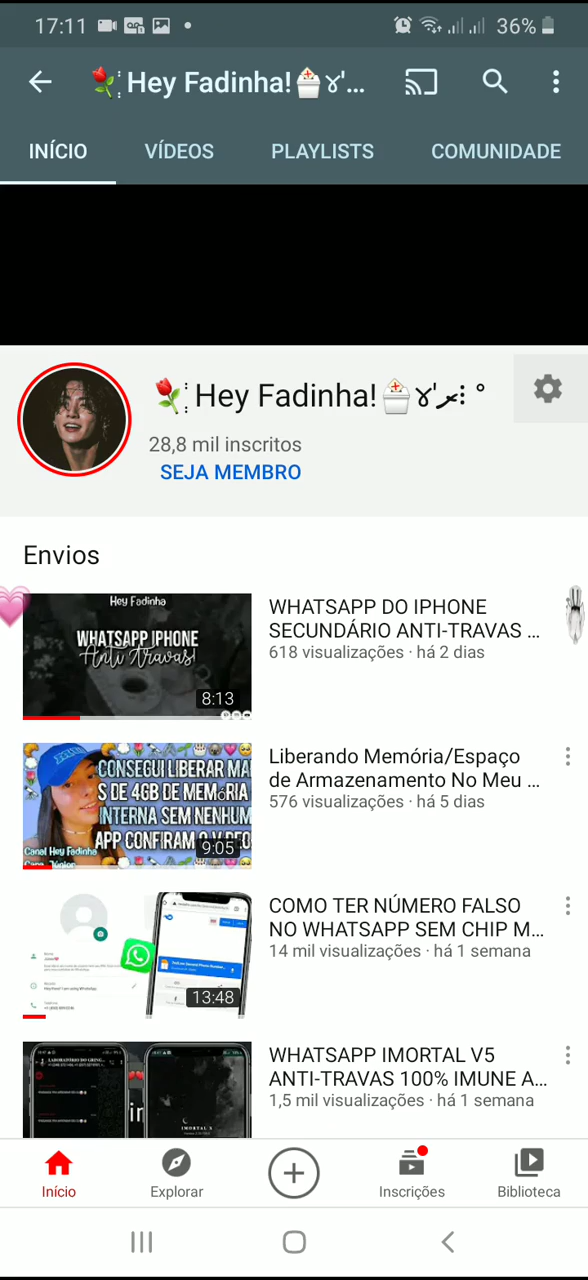 17:11 36%
🌹⡇Hey Fadinha!🍧ɤ'...
INÍCIO VÍDEOS PLAYLISTS COMUNIDADE
🌹⡇Hey Fadinha!
28,8 mil inscritos
SEJA MEMBRO
Envios
Hey Fadinha
WHATSAPP IPHONE
Anti travas!
8:13
WHATSAPP DO IPHONE
SECUNDÁRIO ANTI-TRAVAS ...
618 visualizações · há 2 dias
CONSEGUI LIBERAR MAI
S DE 4GB DE MEMÓRIA
INTERNA SEM NENHUM
APP CONFIRAM O VÍDEO
Canal Hey Fadinha
9:05
Liberando Memória/Espaço
de Armazenamento No Meu ...
576 visualizações · há 5 dias
13:48
COMO TER NÚMERO FALSO
NO WHATSAPP SEM CHIP M...
14 mil visualizações · há 1 semana
IMORTAL
WHATSAPP IMORTAL V5
ANTI-TRAVAS 100% IMUNE A...
1,5 mil visualizações · há 1 semana
Início Explorar Inscrições Biblioteca